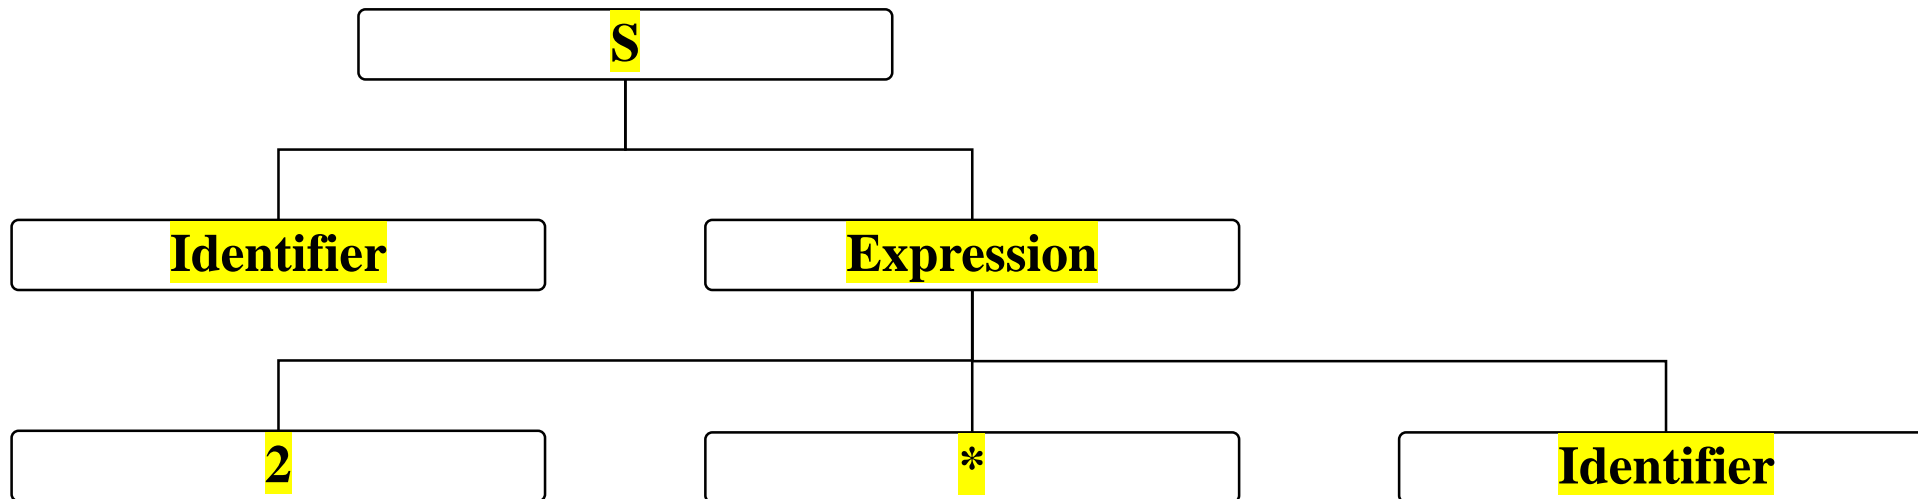 S
Identifier
Expression
2
*
Identifier